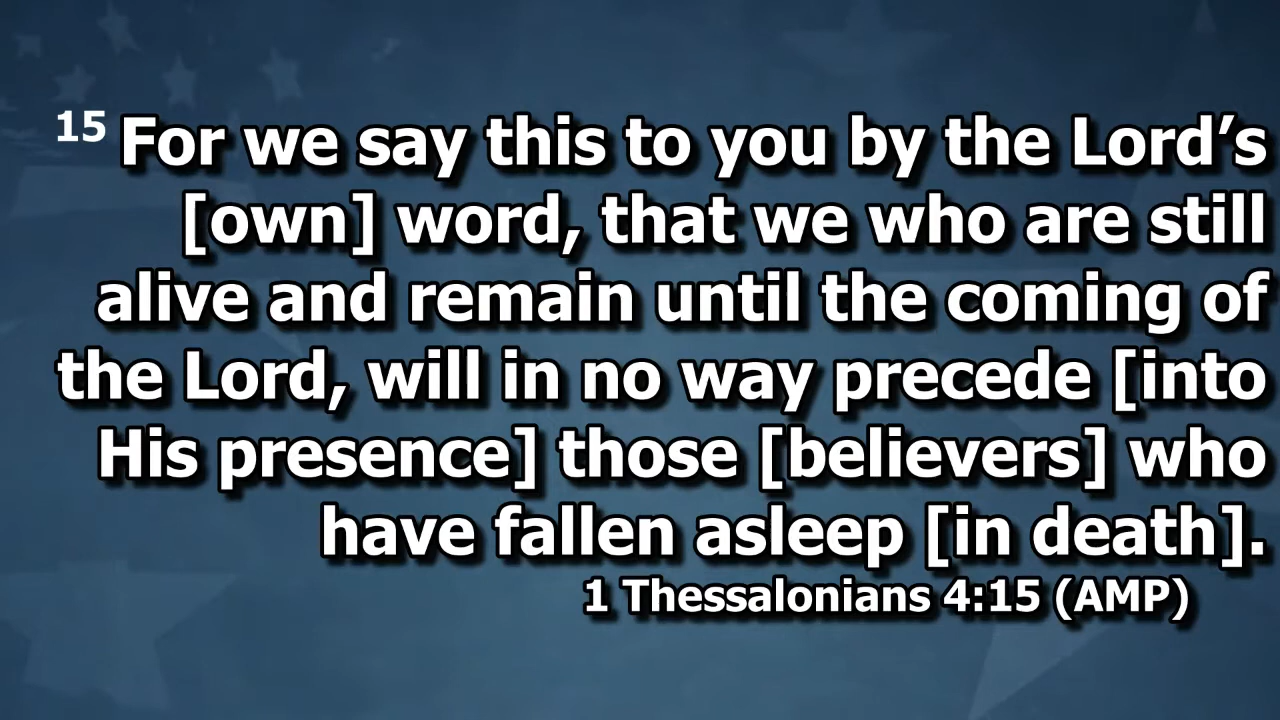 15 For we say this to you by the Lord’s
[own] word, that we who are still
alive and remain until the coming of
the Lord, will in no way precede [into
His presence] those [believers] who
have fallen asleep [in death].
1 Thessalonians 4:15 (AMP)